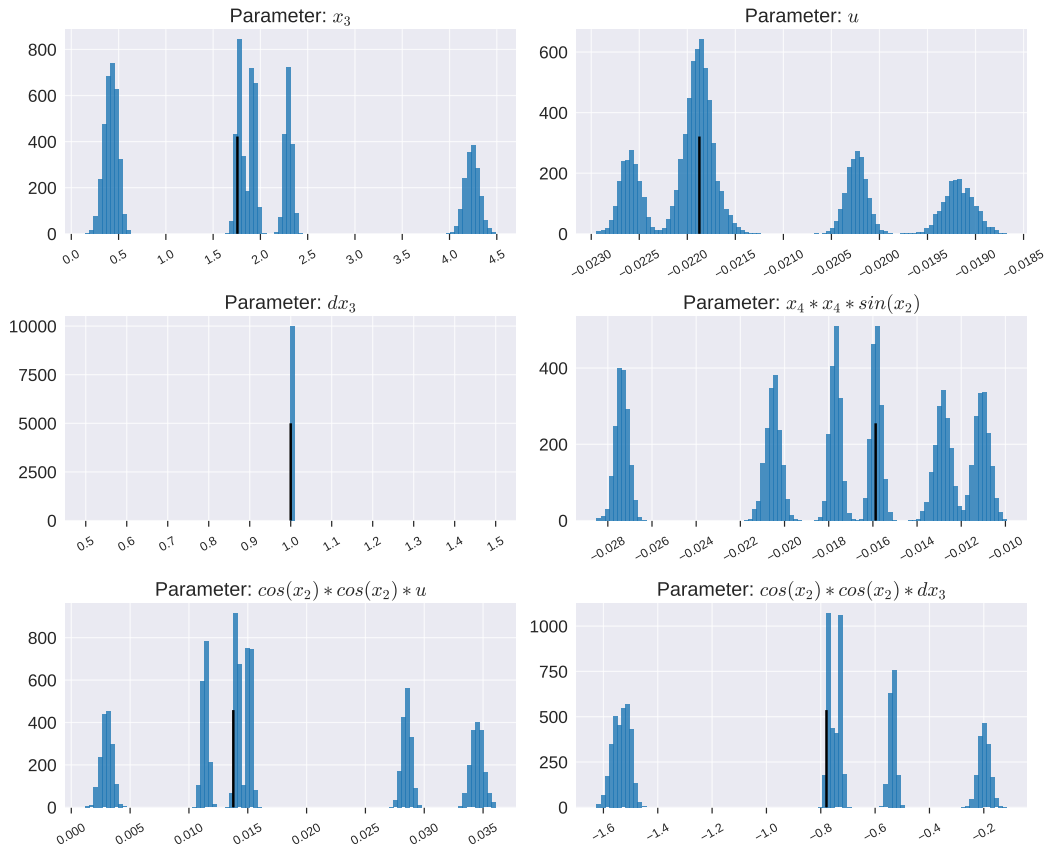 Parameter: x_3
0 200 400 600 800
0.0 0.5 1.0 1.5 2.0 2.5 3.0 3.5 4.0 4.5
Parameter: u
0 200 400 600
−0.0230 −0.0225 −0.0220 −0.0215 −0.0210 −0.0205 −0.0200 −0.0195 −0.0190 −0.0185
Parameter: dx_3
0 2500 5000 7500 10000
0.5 0.6 0.7 0.8 0.9 1.0 1.1 1.2 1.3 1.4 1.5
Parameter: x_4 * x_4 * sin(x_2)
0 200 400
−0.028 −0.026 −0.024 −0.022 −0.020 −0.018 −0.016 −0.014 −0.012 −0.010
Parameter: cos(x_2) * cos(x_2) * u
0 200 400 600 800
0.000 0.005 0.010 0.015 0.020 0.025 0.030 0.035
Parameter: cos(x_2) * cos(x_2) * dx_3
0 250 500 750 1000
−1.6 −1.4 −1.2 −1.0 −0.8 −0.6 −0.4 −0.2